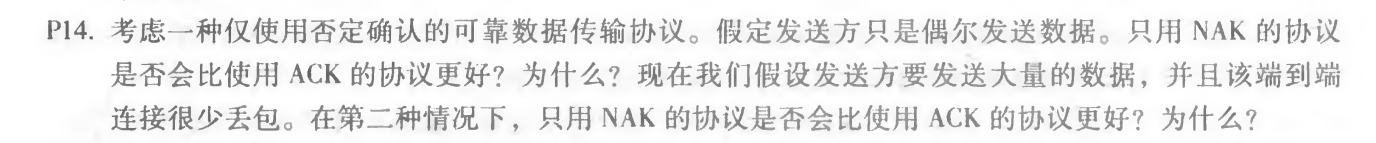 P14. 考虑一种仅使用否定确认的可靠数据传输协议。假定发送方只是偶尔发送数据。只用 NAK 的协议
是否会比使用 ACK 的协议更好？为什么？现在我们假设发送方要发送大量的数据，并且该端到端
连接很少丢包。在第二种情况下，只用 NAK 的协议是否会比使用 ACK 的协议更好？为什么？